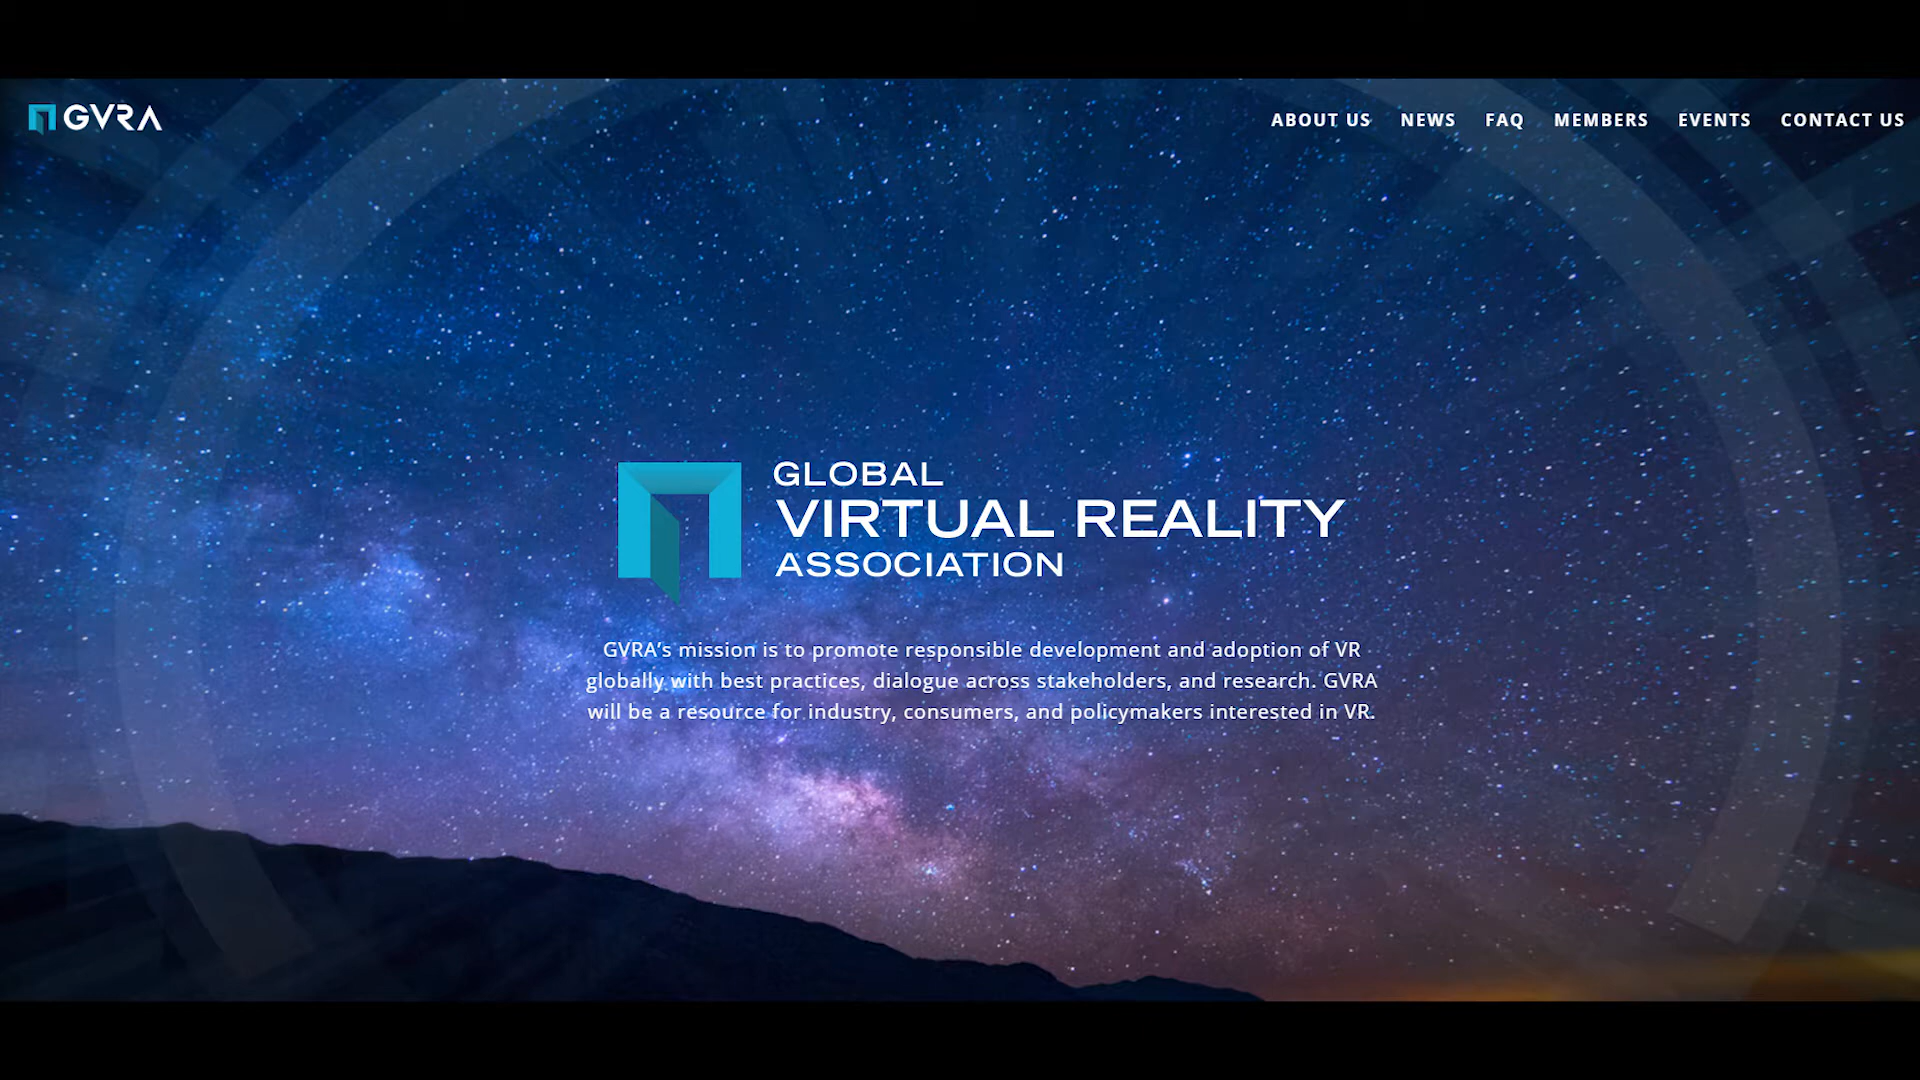 GVRA
ABOUT US NEWS FAQ MEMBERS EVENTS CONTACT US
GLOBAL
VIRTUAL REALITY
ASSOCIATION
GVRA’s mission is to promote responsible development and adoption of VR
globally with best practices, dialogue across stakeholders, and research. GVRA
will be a resource for industry, consumers, and policymakers interested in VR.